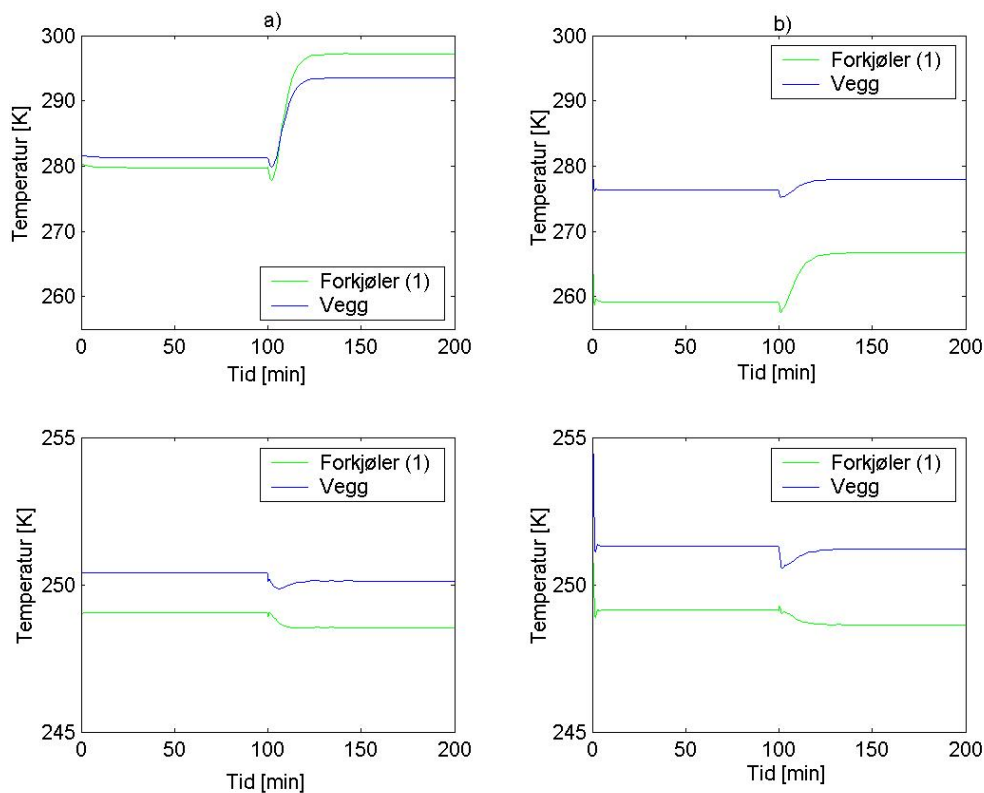 a)
300
290
280
270
260
Temperatur [K]
Forkjøler (1)
Vegg
0 50 100 150 200
Tid [min]
b)
300
290
280
270
260
Temperatur [K]
Forkjøler (1)
Vegg
0 50 100 150 200
Tid [min]
255
250
245
Temperatur [K]
Forkjøler (1)
Vegg
0 50 100 150 200
Tid [min]
255
250
245
Temperatur [K]
Forkjøler (1)
Vegg
0 50 100 150 200
Tid [min]